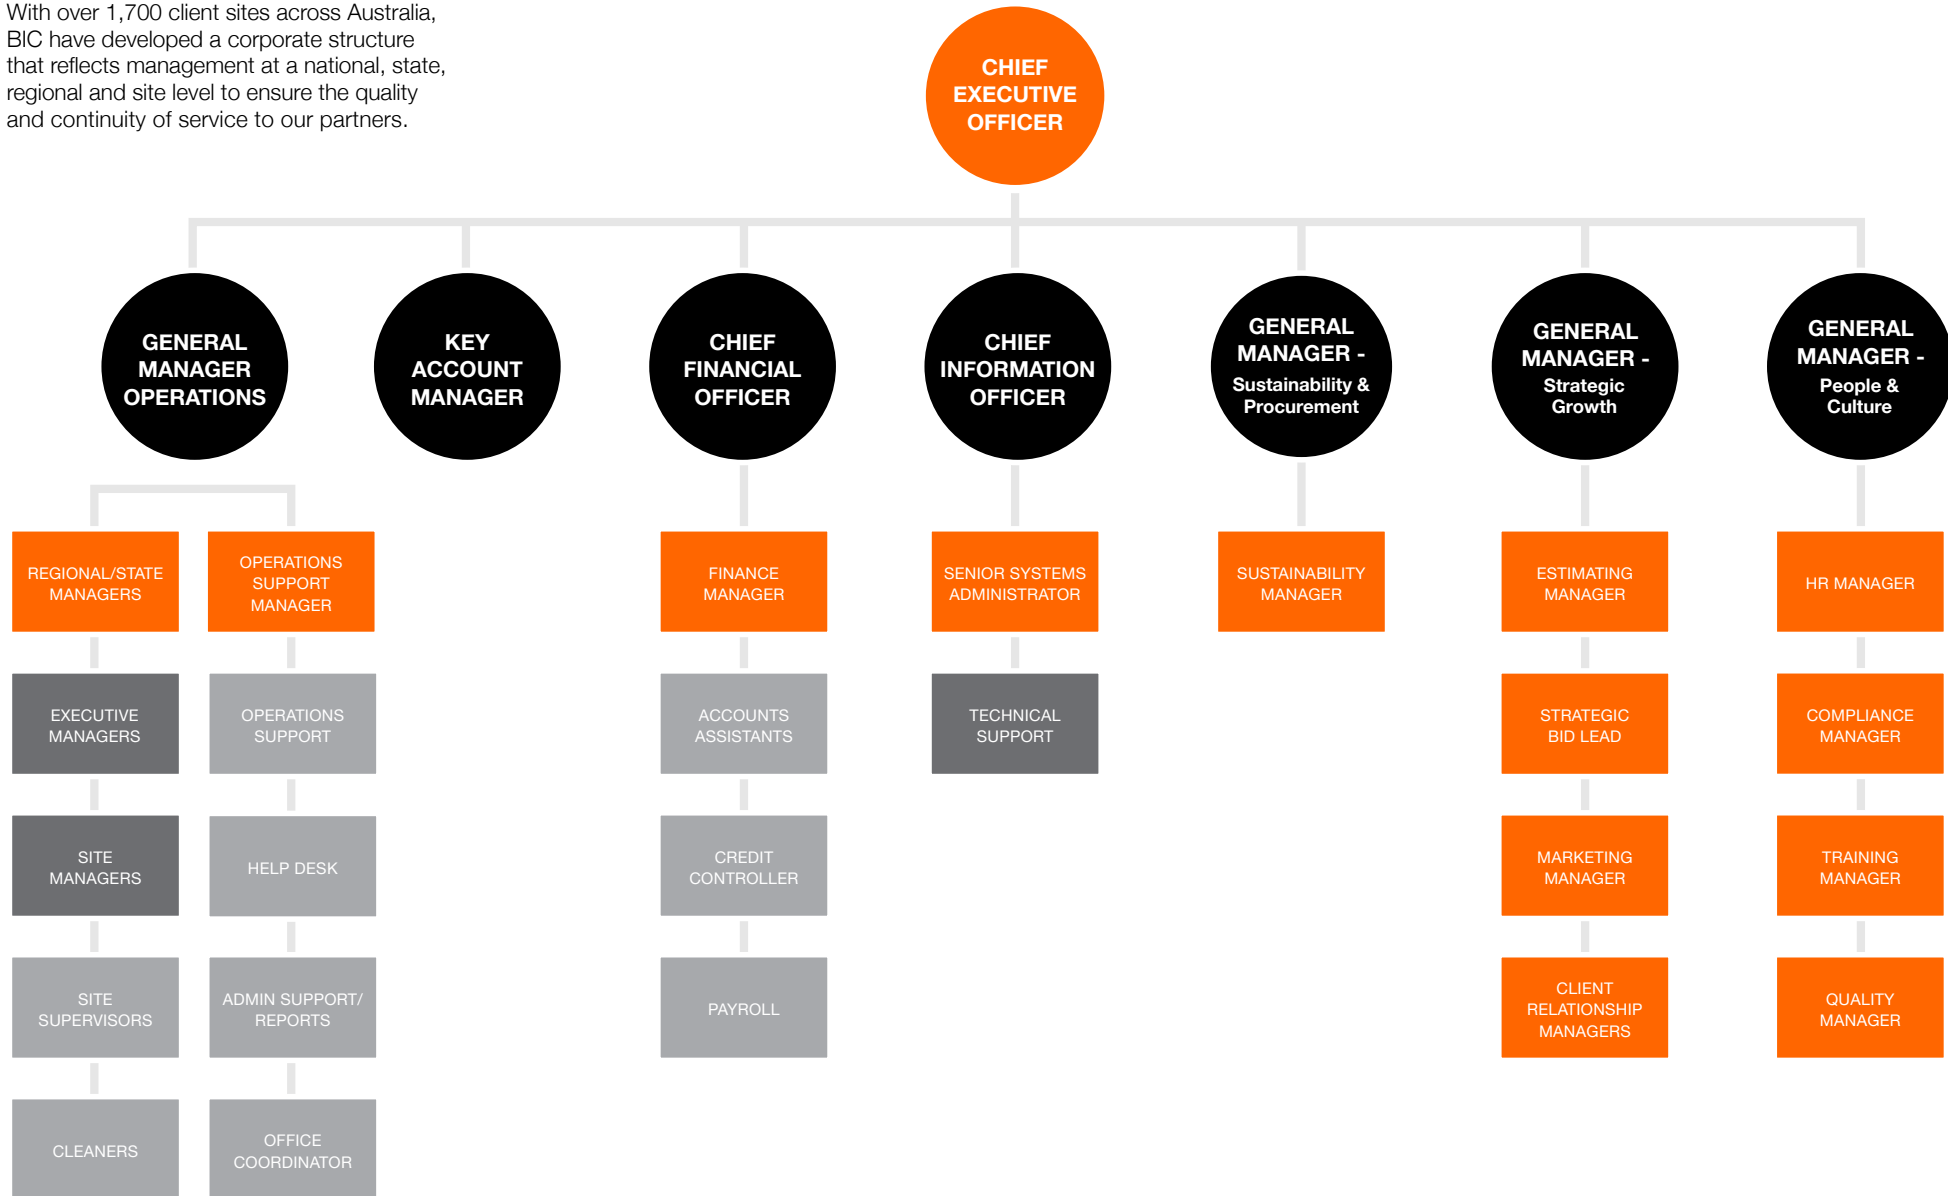 With over 1,700 client sites across Australia,
BIC have developed a corporate structure
that reflects management at a national, state,
regional and site level to ensure the quality
and continuity of service to our partners.
CHIEF
EXECUTIVE
OFFICER
GENERAL
MANAGER
OPERATIONS
KEY
ACCOUNT
MANAGER
CHIEF
FINANCIAL
OFFICER
CHIEF
INFORMATION
OFFICER
GENERAL
MANAGER -
Sustainability &
Procurement
GENERAL
MANAGER -
Strategic
Growth
GENERAL
MANAGER -
People &
Culture
REGIONAL/STATE
MANAGERS
OPERATIONS
SUPPORT
MANAGER
FINANCE
MANAGER
SENIOR SYSTEMS
ADMINISTRATOR
SUSTAINABILITY
MANAGER
ESTIMATING
MANAGER
HR MANAGER
EXECUTIVE
MANAGERS
OPERATIONS
SUPPORT
ACCOUNTS
ASSISTANTS
TECHNICAL
SUPPORT
STRATEGIC
BID LEAD
COMPLIANCE
MANAGER
SITE
MANAGERS
HELP DESK
CREDIT
CONTROLLER
MARKETING
MANAGER
TRAINING
MANAGER
SITE
SUPERVISORS
ADMIN SUPPORT/
REPORTS
PAYROLL
CLIENT
RELATIONSHIP
MANAGERS
QUALITY
MANAGER
CLEANERS
OFFICE
COORDINATOR